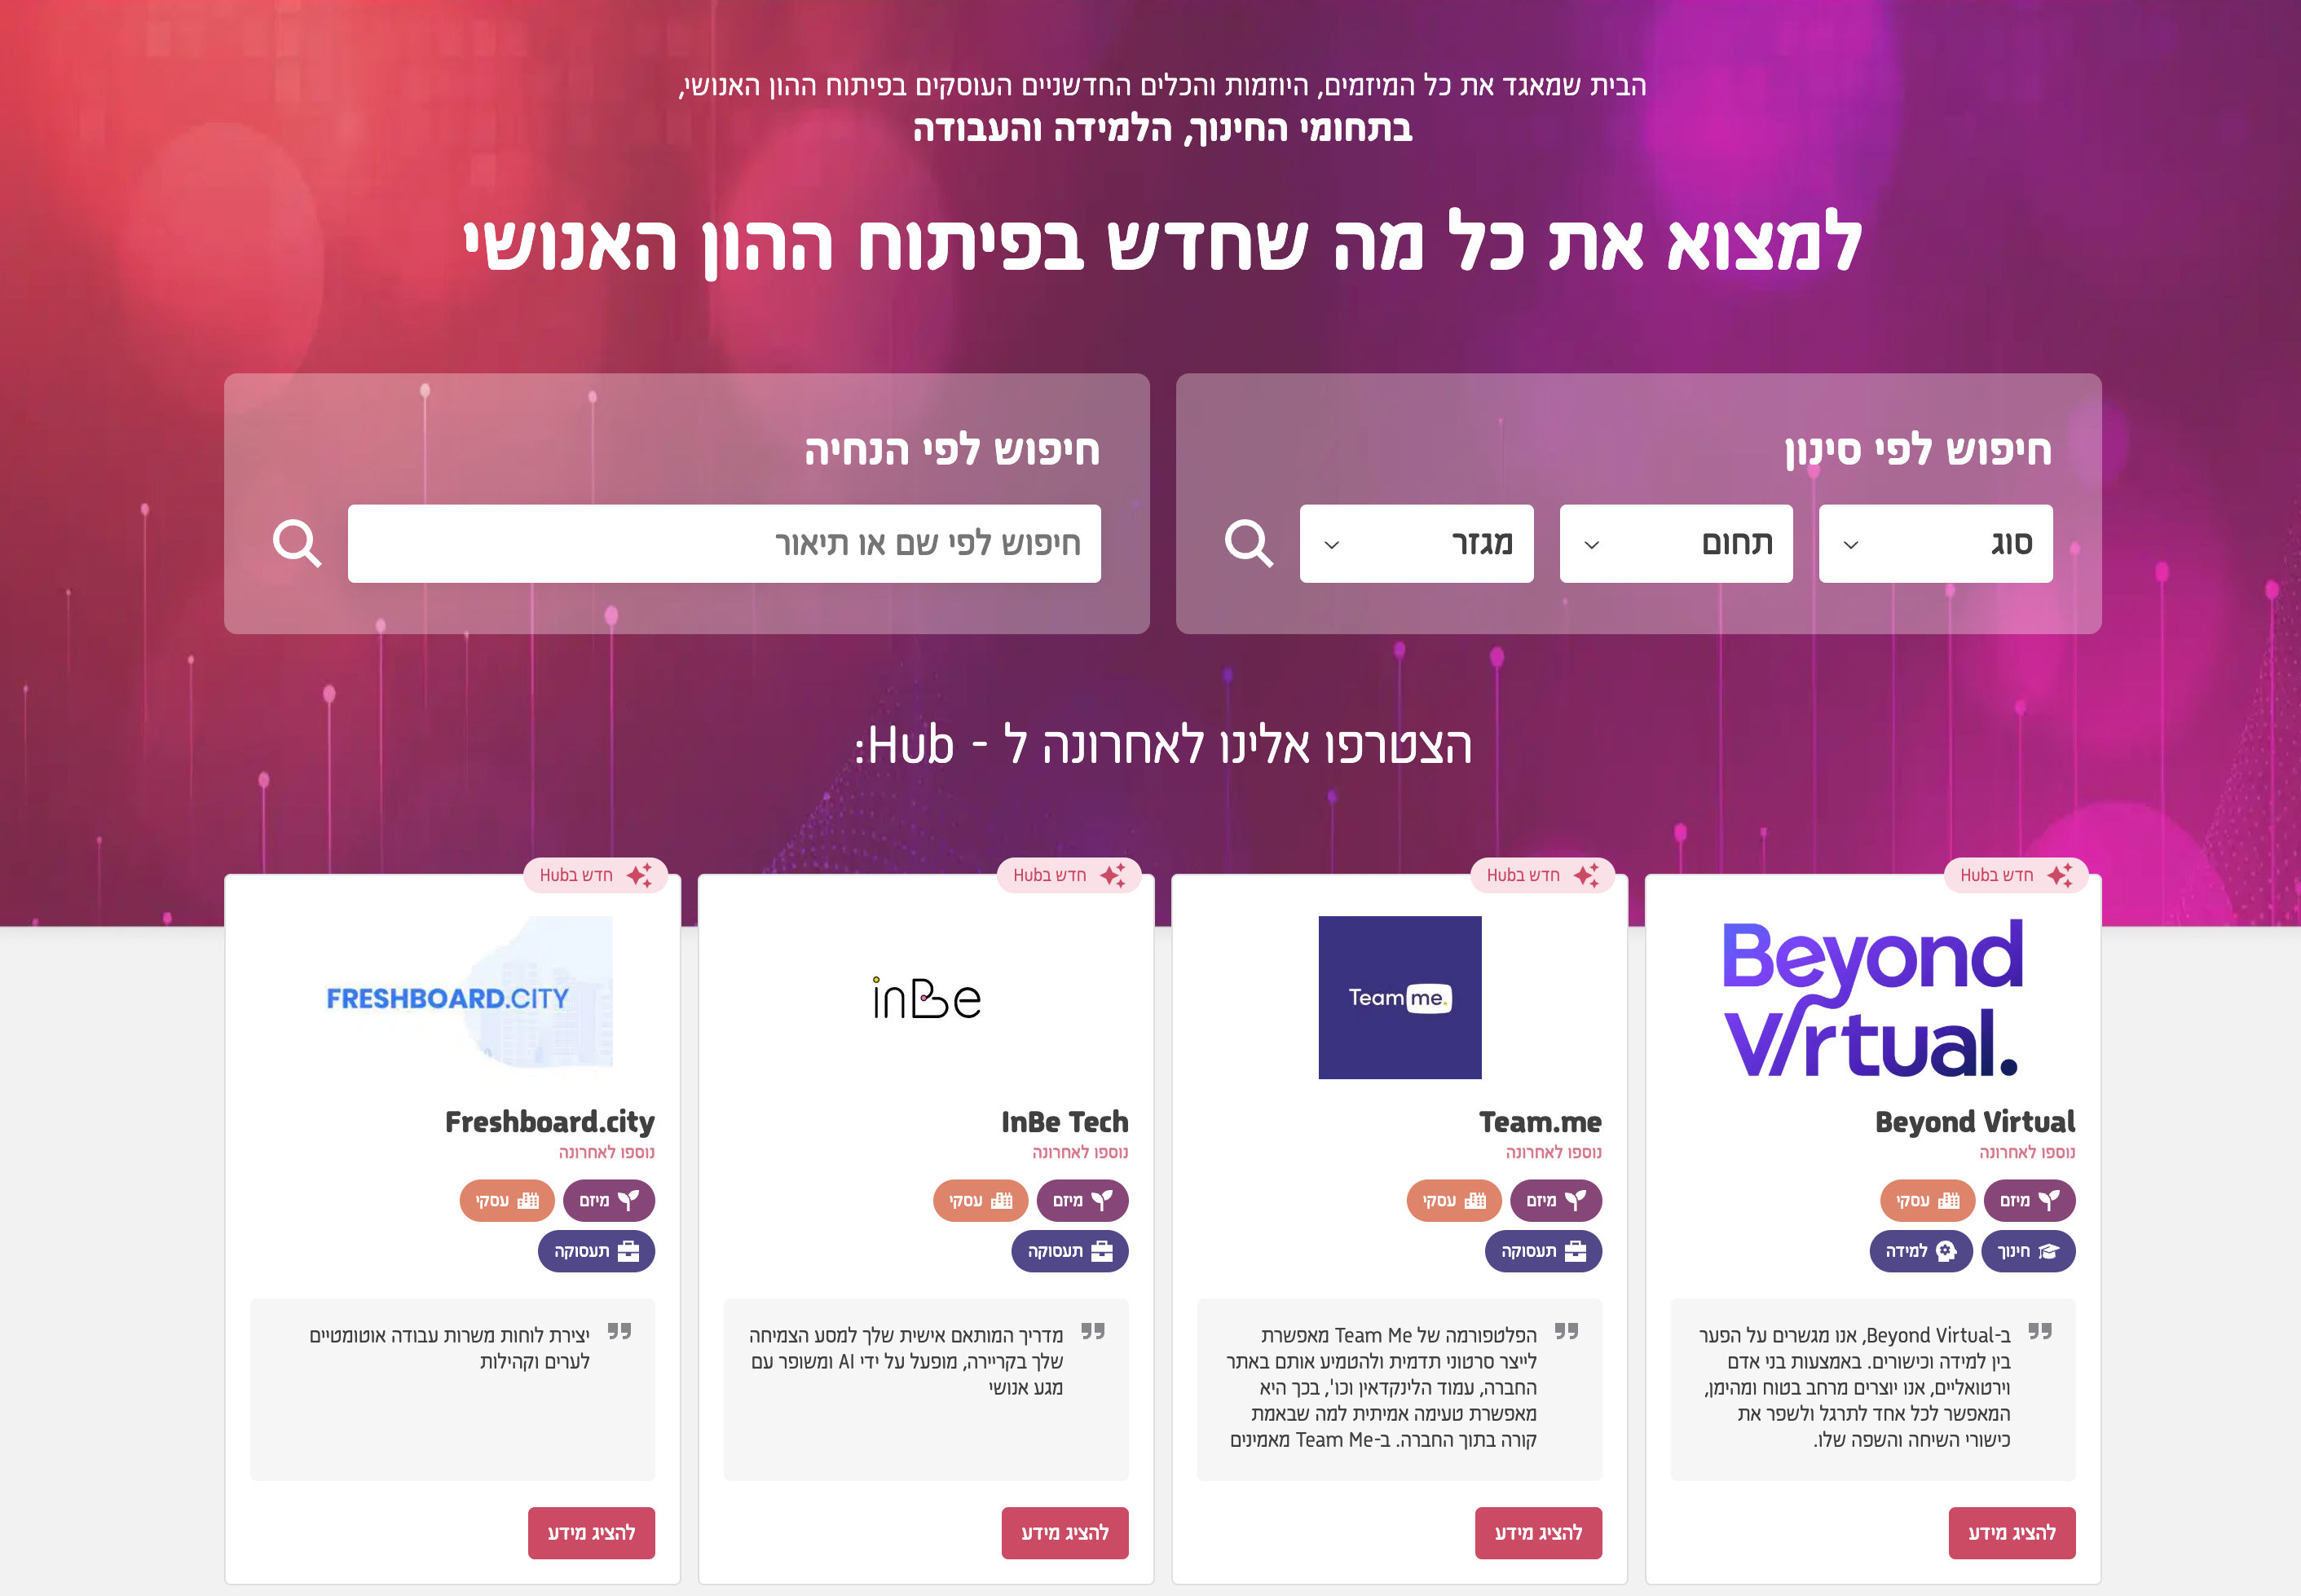 הבית שמאגד את כל המיזמים, היוזמות והכלים החדשניים העוסקים בפיתוח ההון האנושי,
בתחומי החינוך, הלמידה והעבודה
למצוא את כל מה שחדש בפיתוח ההון האנושי
חיפוש לפי סינון
סוג
תחום
מגזר
חיפוש לפי הנחיה
חיפוש לפי שם או תיאור
הצטרפו אלינו לאחרונה ל - Hub:
חדש בHub
Beyond
Virtual.
Beyond Virtual
נוספו לאחרונה
מיזם
עסקי
חינוך
למידה
ב-Beyond Virtual, אנו מגשרים על הפער
בין למידה וכישורים. באמצעות בני אדם
וירטואליים, אנו יוצרים מרחב בטוח ומהימן,
המאפשר לכל אחד לתרגל ולשפר את
כישורי השיחה והשפה שלו.
להציג מידע
חדש בHub
Team me.
Team.me
נוספו לאחרונה
מיזם
עסקי
תעסוקה
הפלטפורמה של Team Me מאפשרת
לייצר סרטוני תדמית ולהטמיע אותם באתר
החברה, עמוד הלינקדאין וכו', בכך היא
מאפשרת טעימה אמיתית למה שבאמת
קורה בתוך החברה. ב-Team Me מאמינים
להציג מידע
חדש בHub
inBe
InBe Tech
נוספו לאחרונה
מיזם
עסקי
תעסוקה
מדריך המותאם אישית שלך למסע הצמיחה
שלך בקריירה, מופעל על ידי AI ומשופר עם
מגע אנושי
להציג מידע
חדש בHub
FRESHBOARD.CITY
Freshboard.city
נוספו לאחרונה
מיזם
עסקי
תעסוקה
יצירת לוחות משרות עבודה אוטומטיים
לערים וקהילות
להציג מידע